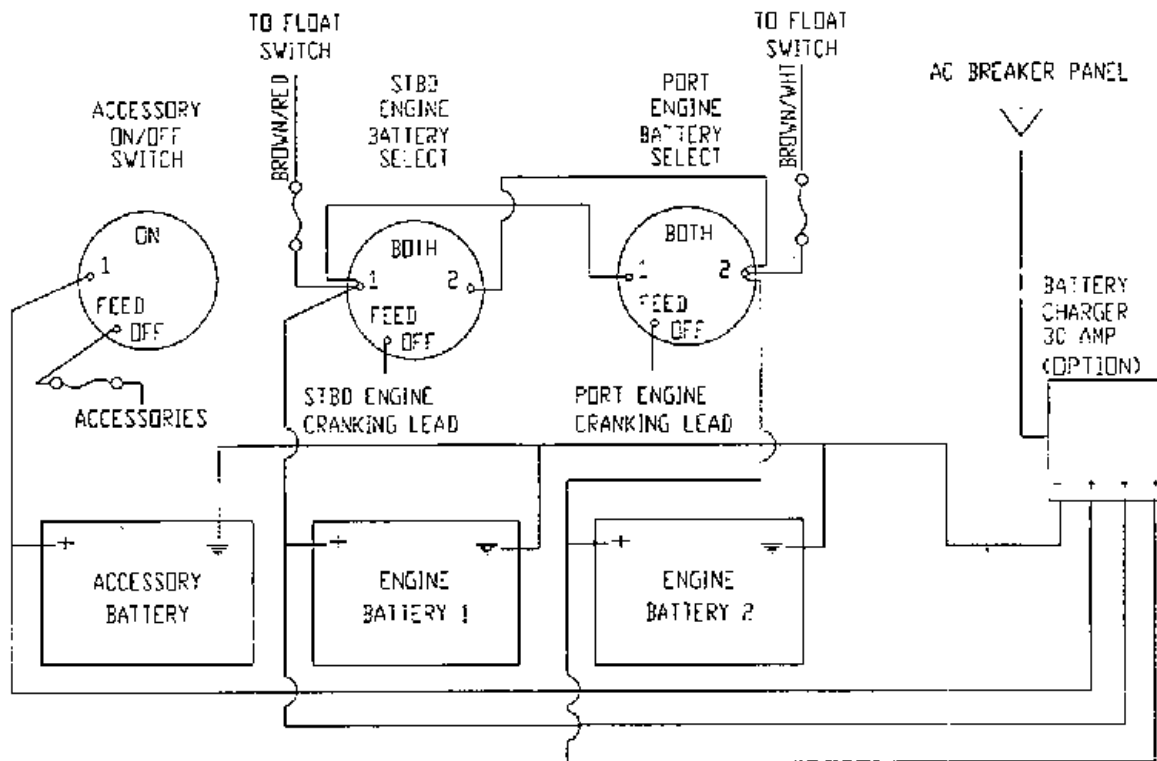 TO FLOAT
SWITCH
TO FLOAT
SWITCH
AC BREAKER PANEL
ACCESSORY
ON/OFF
SWITCH
BROWN/RED
STBD
ENGINE
BATTERY
SELECT
PORT
ENGINE
BATTERY
SELECT
BROWN/WHT
ON
1
FEED
OFF
BOTH
1 2
FEED
OFF
BOTH
1 2
FEED
OFF
BATTERY
CHARGER
30 AMP
(OPTION)
ACCESSORIES
STBD ENGINE
CRANKING LEAD
PORT ENGINE
CRANKING LEAD
- + + +
+
ACCESSORY
BATTERY
+
ENGINE
BATTERY 1
+
ENGINE
BATTERY 2